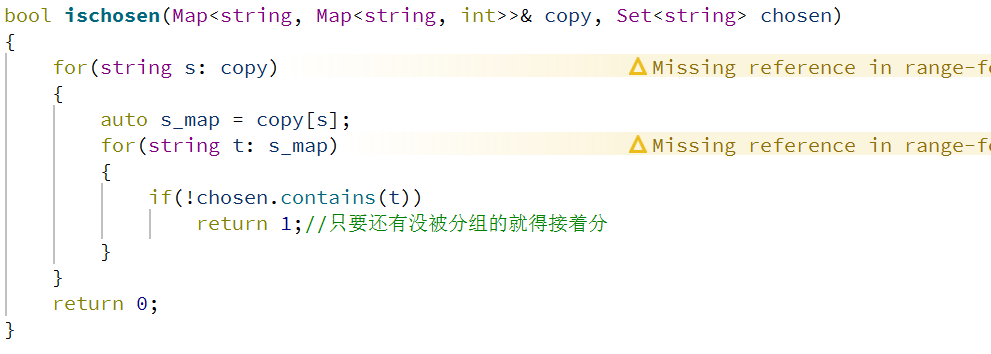 bool ischosen(Map<string, Map<string, int>>& copy, Set<string> chosen)
{
for(string s: copy) Missing reference in range-f
{
auto s_map = copy[s];
for(string t: s_map) Missing reference in range-f
{
if(!chosen.contains(t))
return 1;//只要还有没被分组的就得接着分
}
}
return 0;
}